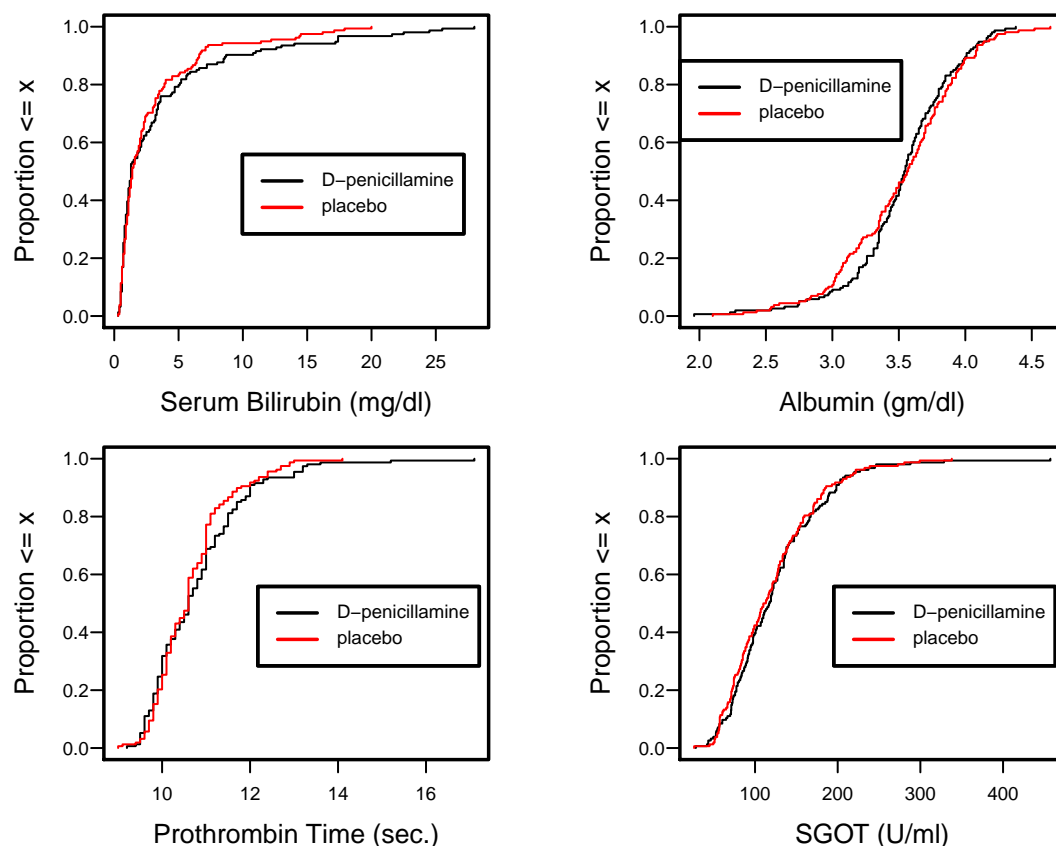 Proportion <= x
1.0
0.8
0.6
0.4
0.2
0.0
D−penicillamine
placebo
0 5 10 15 20 25
Serum Bilirubin (mg/dl)
Proportion <= x
1.0
0.8
0.6
0.4
0.2
0.0
D−penicillamine
placebo
2.0 2.5 3.0 3.5 4.0 4.5
Albumin (gm/dl)
Proportion <= x
1.0
0.8
0.6
0.4
0.2
0.0
D−penicillamine
placebo
10 12 14 16
Prothrombin Time (sec.)
Proportion <= x
1.0
0.8
0.6
0.4
0.2
0.0
D−penicillamine
placebo
100 200 300 400
SGOT (U/ml)